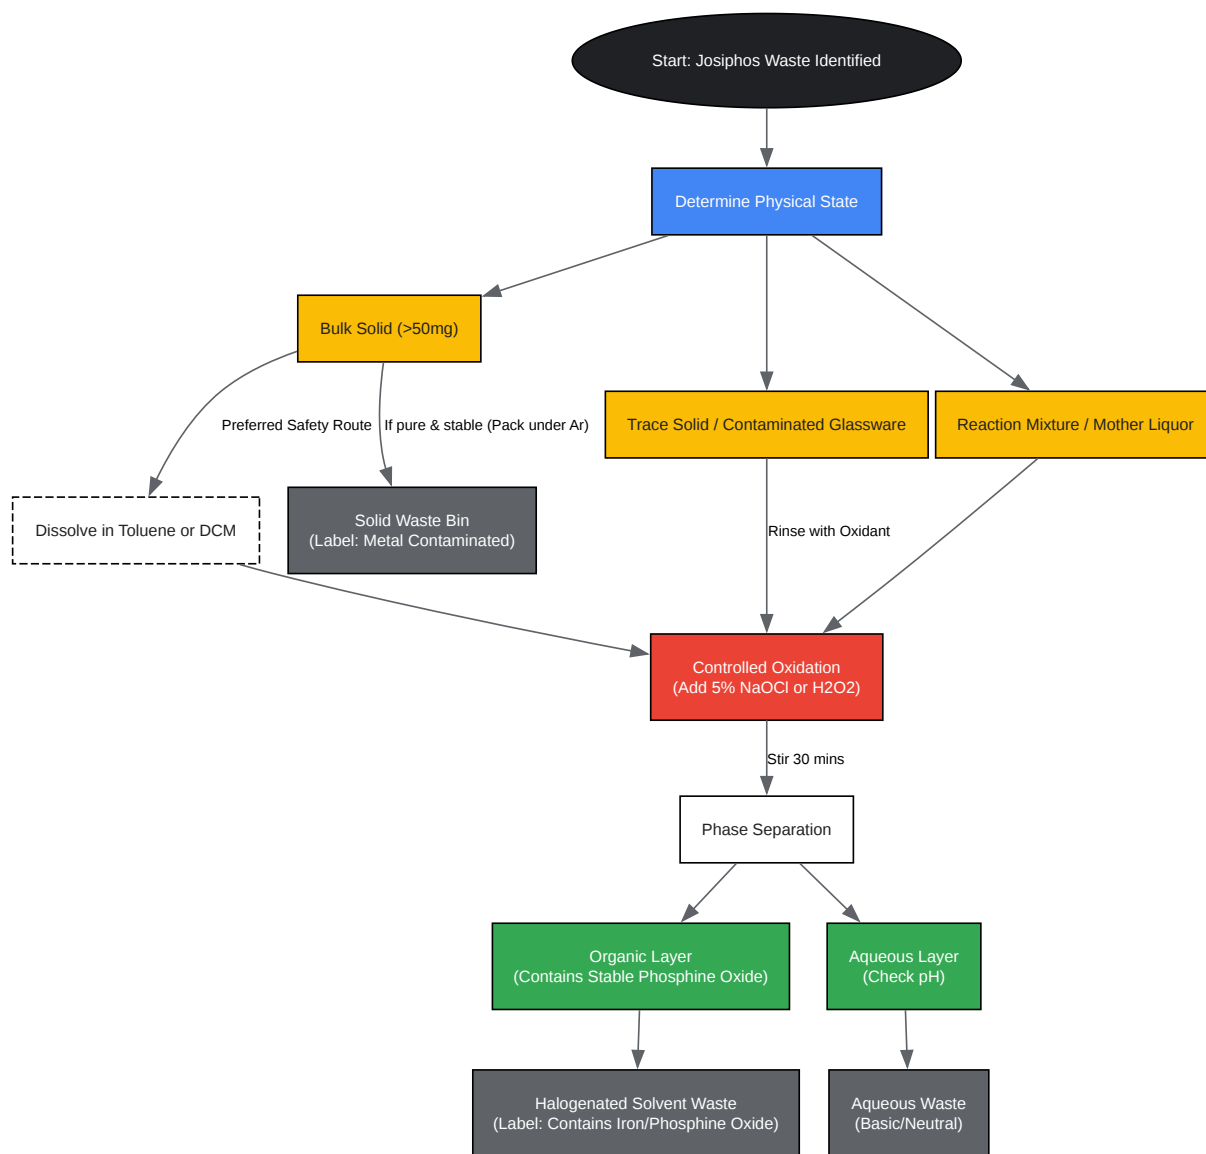 Start: Josiphos Waste Identified
Determine Physical State
Bulk Solid (>50mg)
Trace Solid / Contaminated Glassware
Reaction Mixture / Mother Liquor
Preferred Safety Route
If pure & stable (Pack under Ar)
Dissolve in Toluene or DCM
Solid Waste Bin
(Label: Metal Contaminated)
Rinse with Oxidant
Controlled Oxidation
(Add 5% NaOCl or H2O2)
Stir 30 mins
Phase Separation
Organic Layer
(Contains Stable Phosphine Oxide)
Aqueous Layer
(Check pH)
Halogenated Solvent Waste
(Label: Contains Iron/Phosphine Oxide)
Aqueous Waste
(Basic/Neutral)